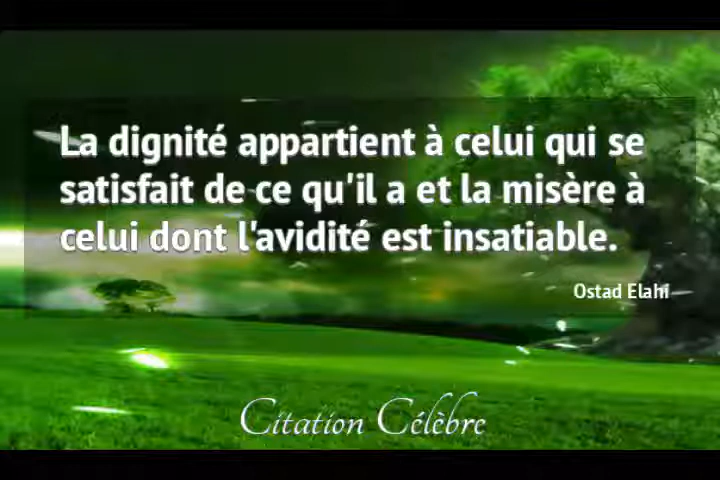 La dignité appartient à celui qui se
satisfait de ce qu'il a et la misère à
celui dont l'avidité est insatiable.
Ostad Elahi
Citation Célèbre